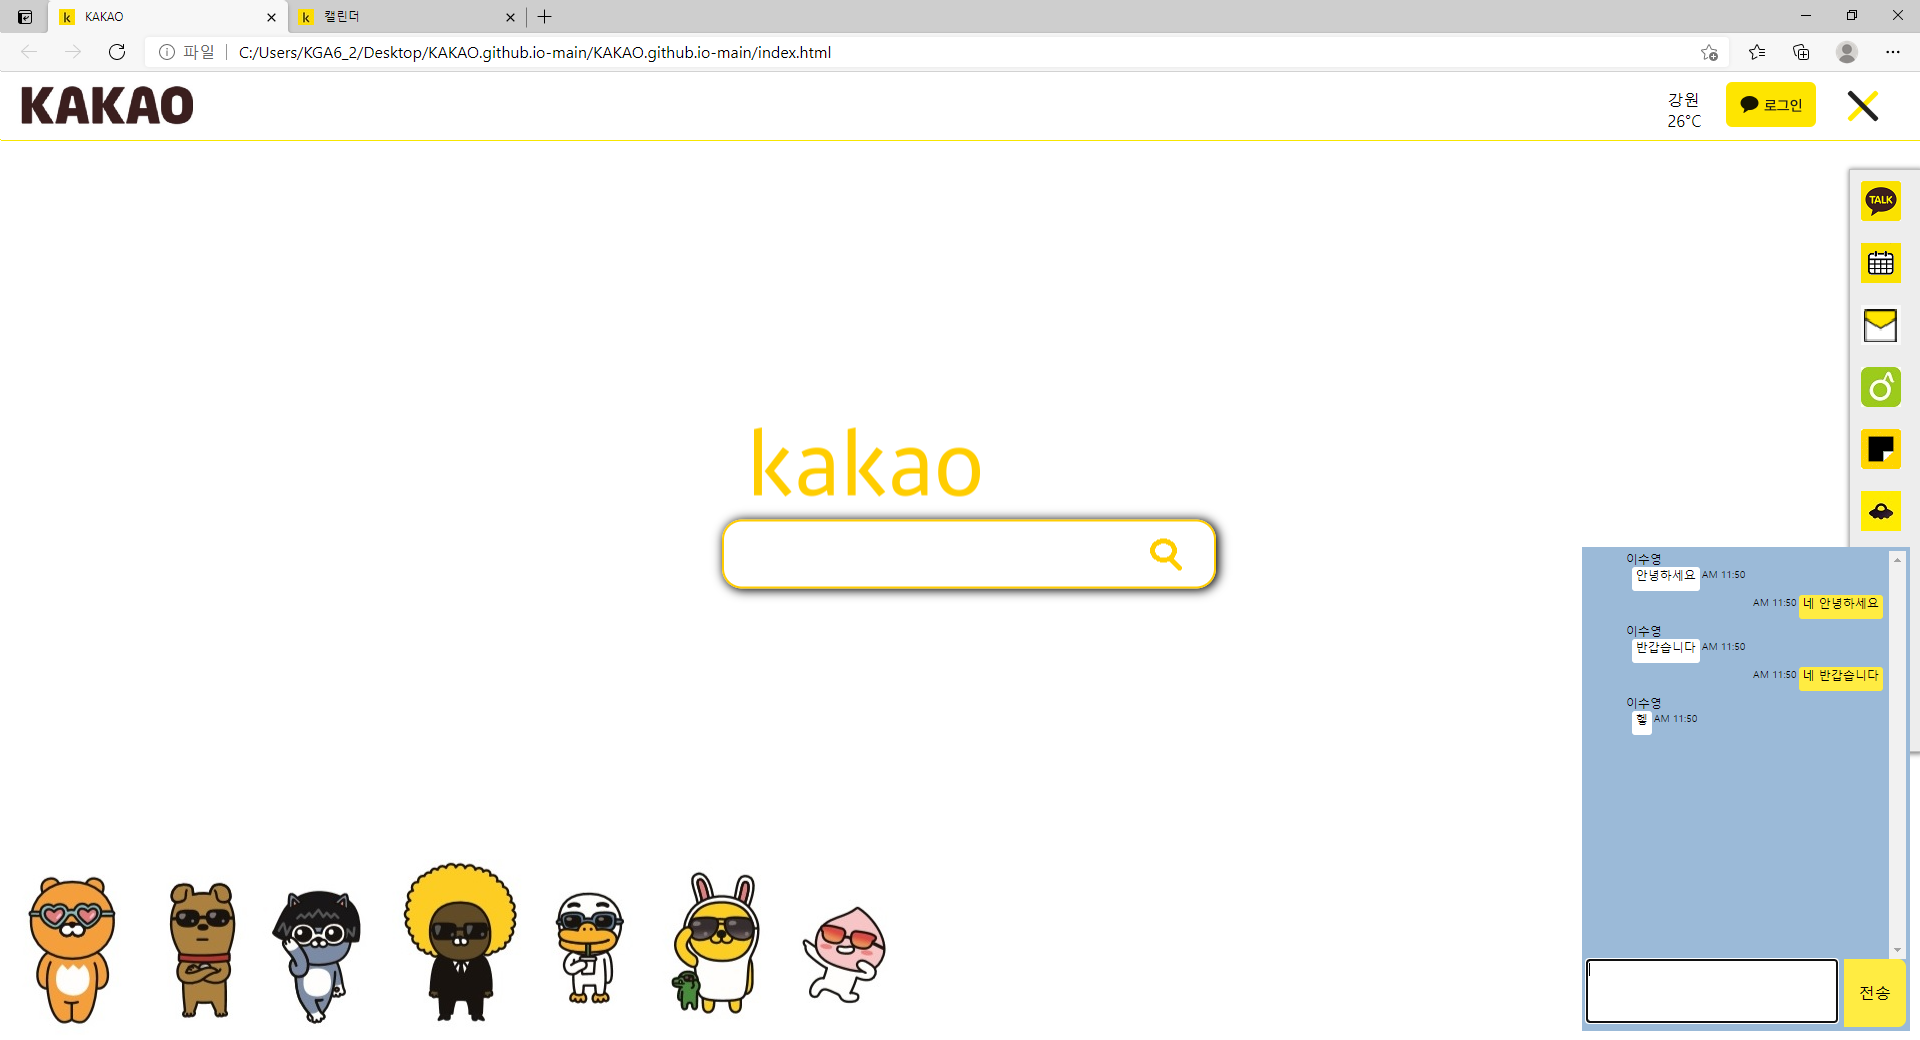 KAKAO
캘린더
파일
C:/Users/KGA6_2/Desktop/KAKAO.github.io-main/KAKAO.github.io-main/index.html
KAKAO
강원
26°C
로그인
TALK
kakao
이수영
안녕하세요 AM 11:50
AM 11:50 네 안녕하세요
이수영
반갑습니다 AM 11:50
AM 11:50 네 반갑습니다
이수영
AM 11:50
전송